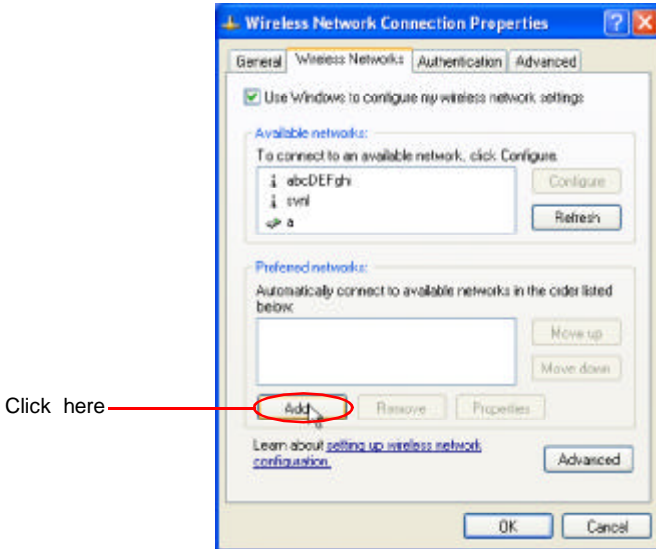 Wireless Network Connection Properties
General Wireless Networks Authentication Advanced
Use Windows to configure my wireless network settings
Available networks:
To connect to an available network, click Configure.
abcDEFghi
Configure
svnl
a
Refresh
Preferred networks:
Automatically connect to available networks in the order listed
below:
Move up
Move down
Click here
Add Remove Properties
Learn about setting up wireless network
configuration.
Advanced
OK Cancel